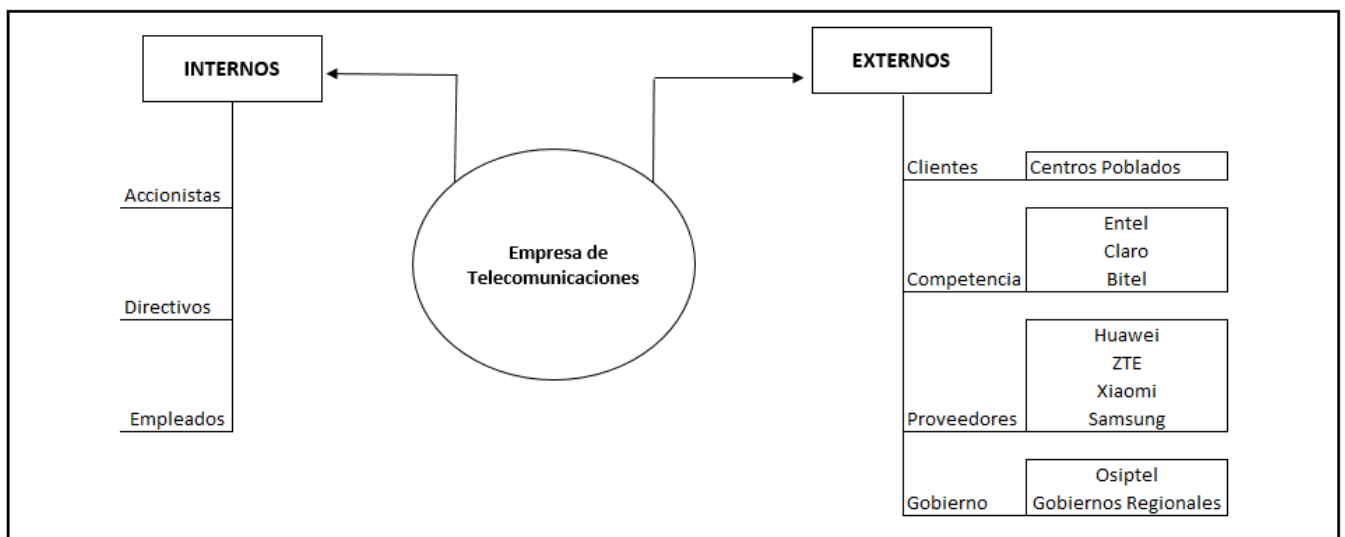 INTERNOS
Accionistas
Directivos
Empleados
Empresa de
Telecomunicaciones
EXTERNOS
Clientes
Centros Poblados
Competencia
Entel
Claro
Bitel
Proveedores
Huawei
ZTE
Xiaomi
Samsung
Gobierno
Osiptel
Gobiernos Regionales